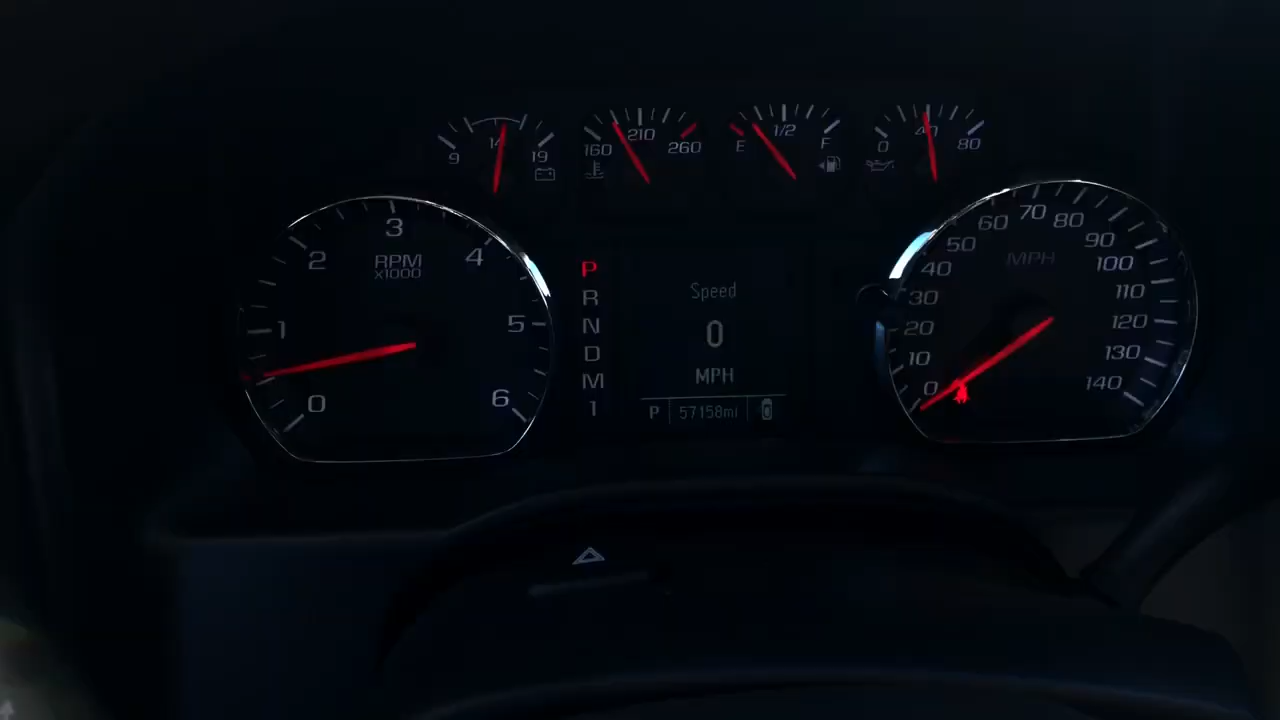 9 14 19
160 210 260
E 1/2 F
0 40 80
0 1 2 3 4 5 6
RPM
x1000
P
R
N
D
M
1
Speed
0
MPH
P 57158mi
0 10 20 30 40 50 60 70 80 90 100 110 120 130 140
MPH